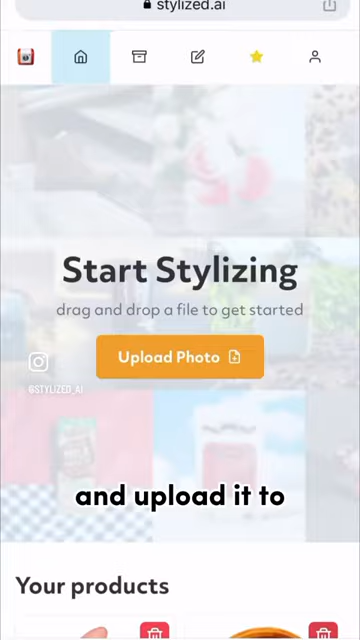 stylized.ai
Start Stylizing
drag and drop a file to get started
Upload Photo
@STYLIZED_AI
and upload it to
Your products